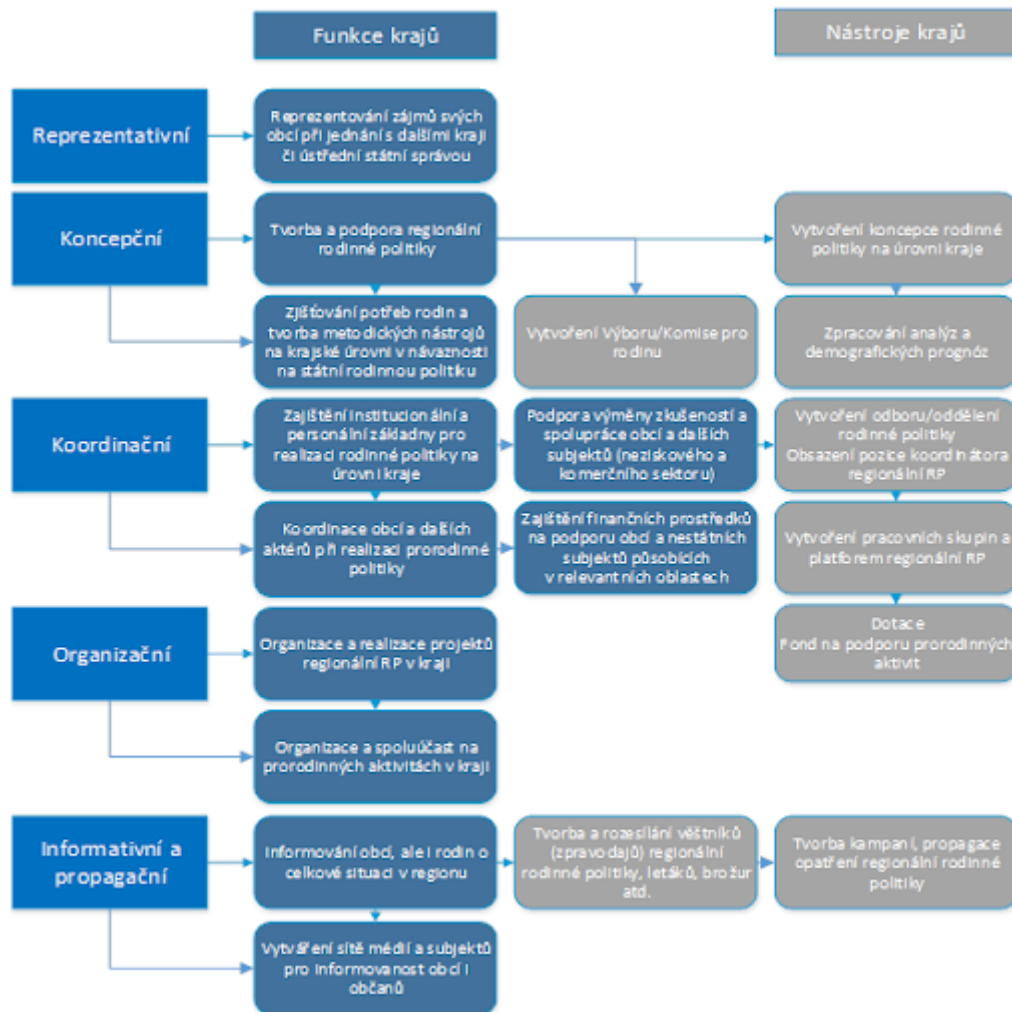 Funkce krajů
Nástroje krajů
Reprezentativní
Reprezentování zájmů svých
obcí při jednání s dalšími kraji
či ústřední státní správou
Koncepční
Tvorba a podpora regionální
rodinné politiky
Vytvoření koncepce rodinné
politiky na úrovni kraje
Zjišťování potřeb rodin a
tvorba metodických nástrojů
na krajské úrovni v návaznosti
na státní rodinnou politiku
Vytvoření Výboru/Komise pro
rodinu
Zpracování analýz a
demografických prognóz
Koordinační
Zajištění institucionální a
personální základny pro
realizaci rodinné politiky na
úrovni kraje
Podpora výměny zkušeností a
spolupráce obcí a dalších
subjektů (neziskového a
komerčního sektoru)
Vytvoření odboru/oddělení
rodinné politiky
Obsazení pozice koordinátora
regionální RP
Koordinace obcí a dalších
aktérů při realizaci prorodinné
politiky
Zajištění finančních prostředků
na podporu obcí a nestátních
subjektů působících
v relevantních oblastech
Vytvoření pracovních skupin a
platforem regionální RP
Dotace
Fond na podporu prorodinných
aktivit
Organizační
Organizace a realizace projektů
regionální RP v kraji
Organizace a spoluúčast na
prorodinných aktivitách v kraji
Informativní a
propagační
Informování obcí, ale i rodin o
celkové situaci v regionu
Tvorba a rozesílání věštníků
(zpravodajů) regionální
rodinné politiky, letáků, brožur
atd.
Tvorba kampaní, propagace
opatření regionální rodinné
politiky
Vytváření sítě médií a subjektů
pro informovanost obcí i
občanů